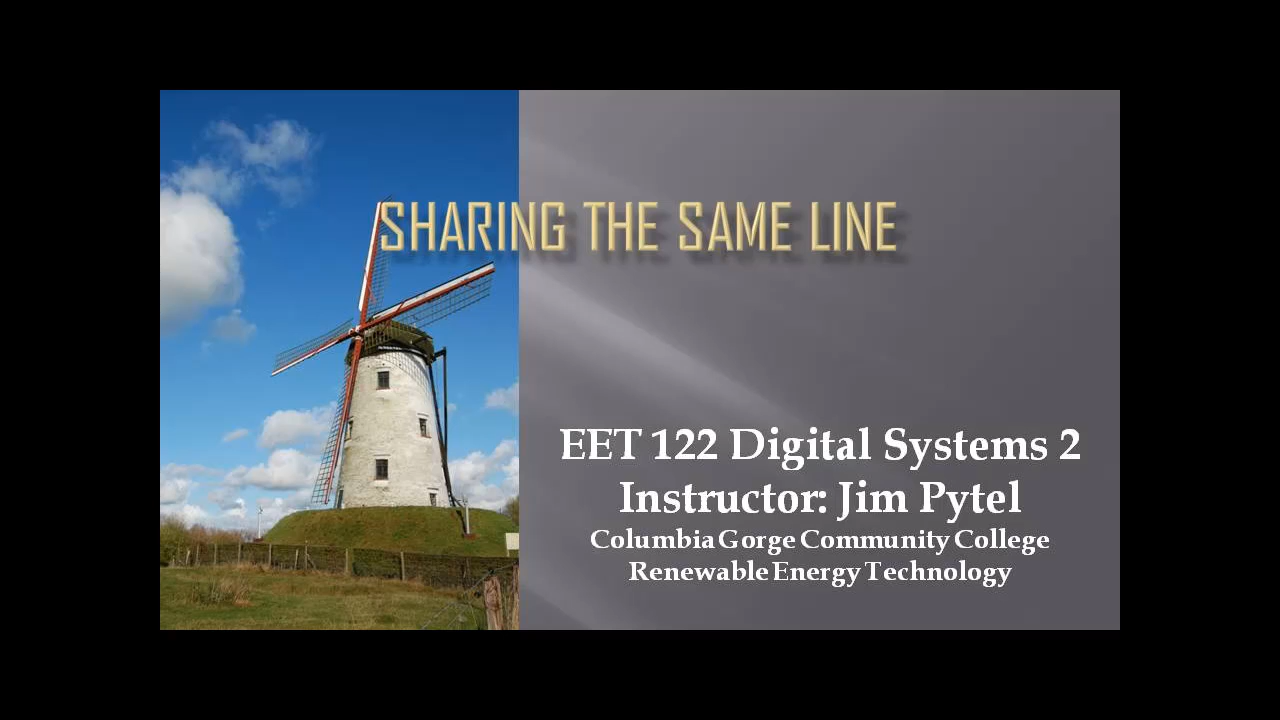 SHARING THE SAME LINE
EET 122 Digital Systems 2
Instructor: Jim Pytel
Columbia Gorge Community College
Renewable Energy Technology